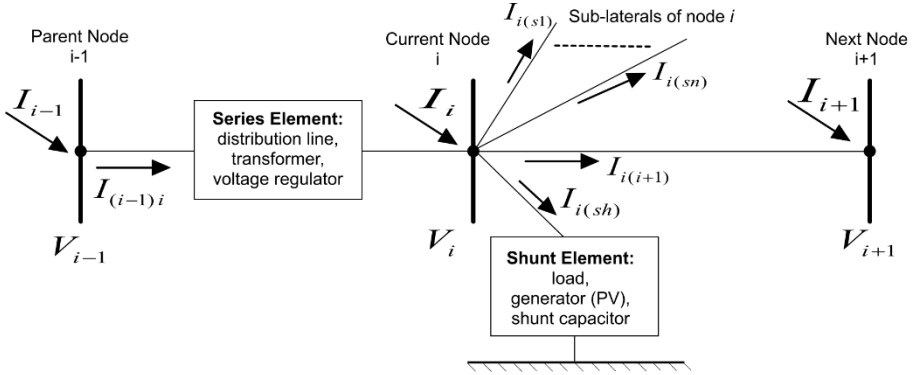 Parent Node
i-1
Current Node
i
I_{i(s1)}
Sub-laterals of node i
Next Node
i+1
I_{i-1}
Series Element:
distribution line,
transformer,
voltage regulator
I_i
I_{i(sn)}
I_{i+1}
I_{(i-1)i}
I_{i(i+1)}
I_{i(sh)}
V_{i-1}
V_i
V_{i+1}
Shunt Element:
load,
generator (PV),
shunt capacitor